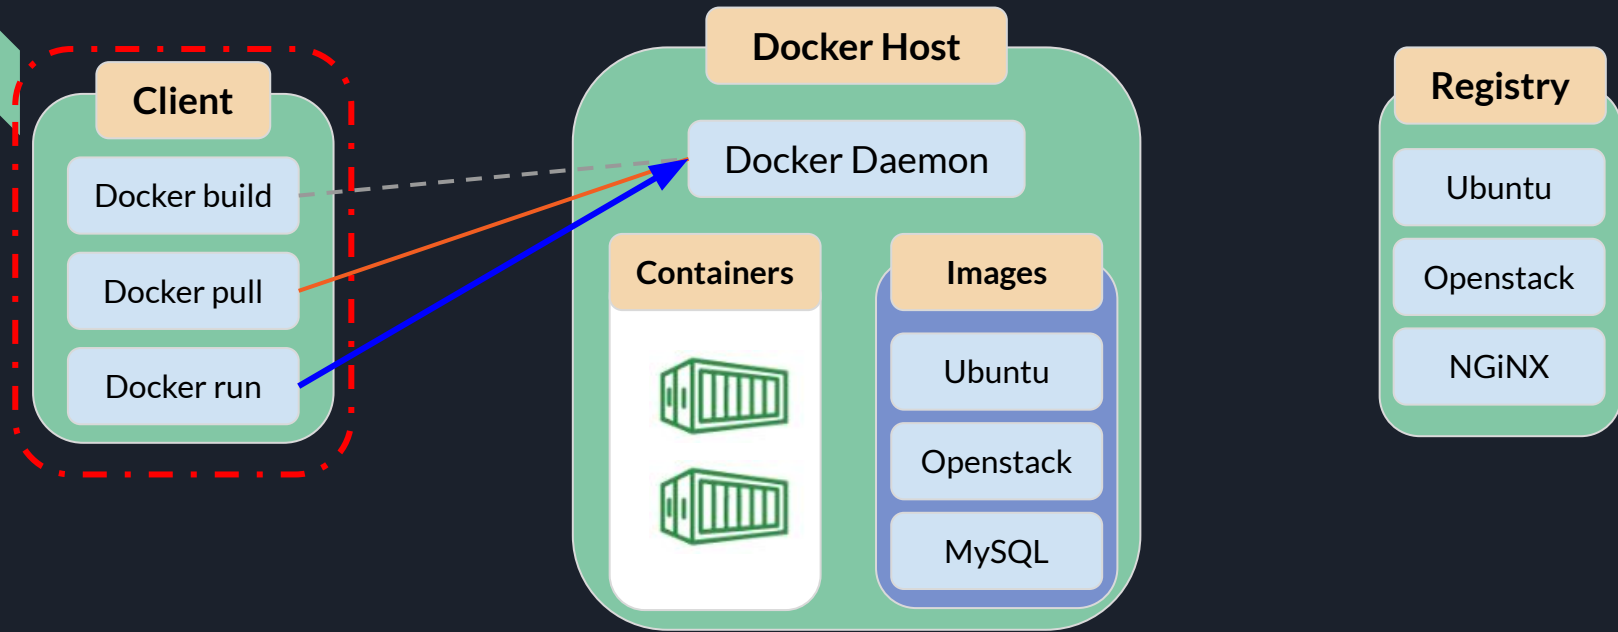 Client
Docker build
Docker pull
Docker run
Docker Host
Docker Daemon
Containers
Images
Ubuntu
Openstack
MySQL
Registry
Ubuntu
Openstack
NGiNX